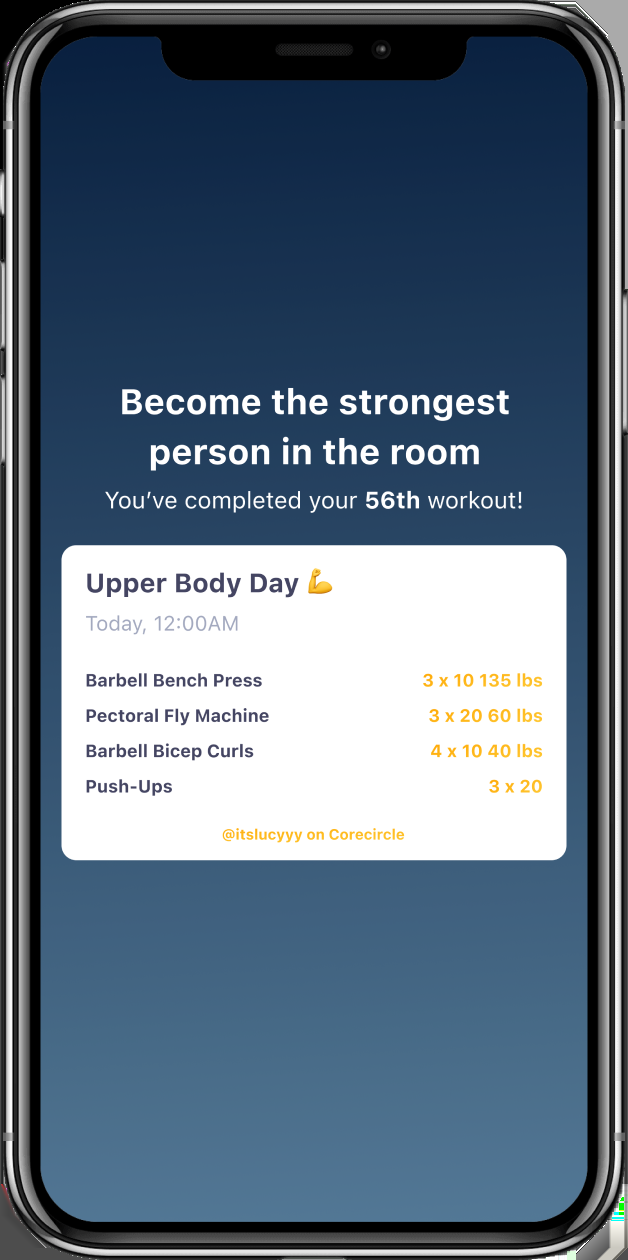 Become the strongest
person in the room
You’ve completed your 56th workout!
Upper Body Day 💪
Today, 12:00AM
Barbell Bench Press 3 x 10 135 lbs
Pectoral Fly Machine 3 x 20 60 lbs
Barbell Bicep Curls 4 x 10 40 lbs
Push-Ups 3 x 20
@itslucyyy on Corecircle